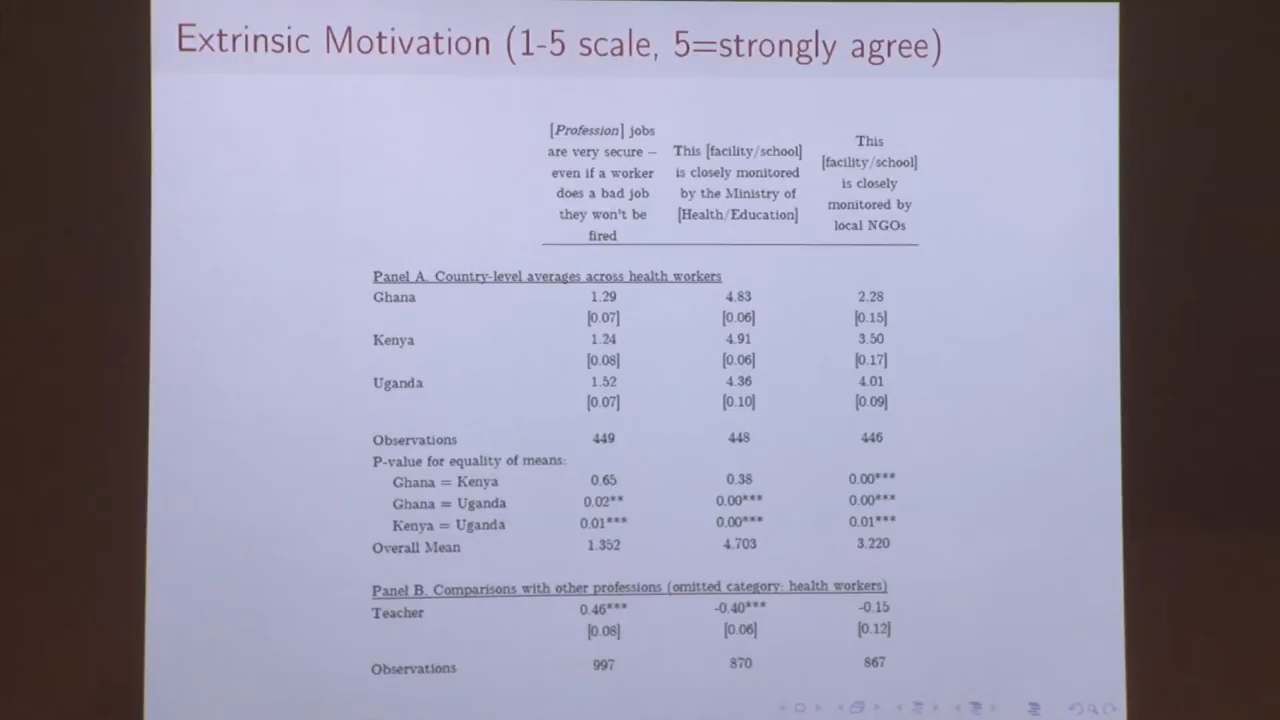 Extrinsic Motivation (1-5 scale, 5=strongly agree)
[Profession] jobs are very secure – even if a worker does a bad job they won't be fired
This [facility/school] is closely monitored by the Ministry of [Health/Education]
This [facility/school] is closely monitored by local NGOs
Panel A. Country-level averages across health workers
Ghana 1.29 4.83 2.28
[0.07] [0.06] [0.15]
Kenya 1.24 4.91 3.50
[0.08] [0.06] [0.17]
Uganda 1.52 4.36 4.01
[0.07] [0.10] [0.09]
Observations 449 448 446
P-value for equality of means:
Ghana = Kenya 0.65 0.38 0.00***
Ghana = Uganda 0.02** 0.00*** 0.00***
Kenya = Uganda 0.01*** 0.00*** 0.01***
Overall Mean 1.352 4.703 3.220
Panel B. Comparisons with other professions (omitted category: health workers)
Teacher 0.46*** -0.40*** -0.15
[0.08] [0.06] [0.12]
Observations 997 870 867